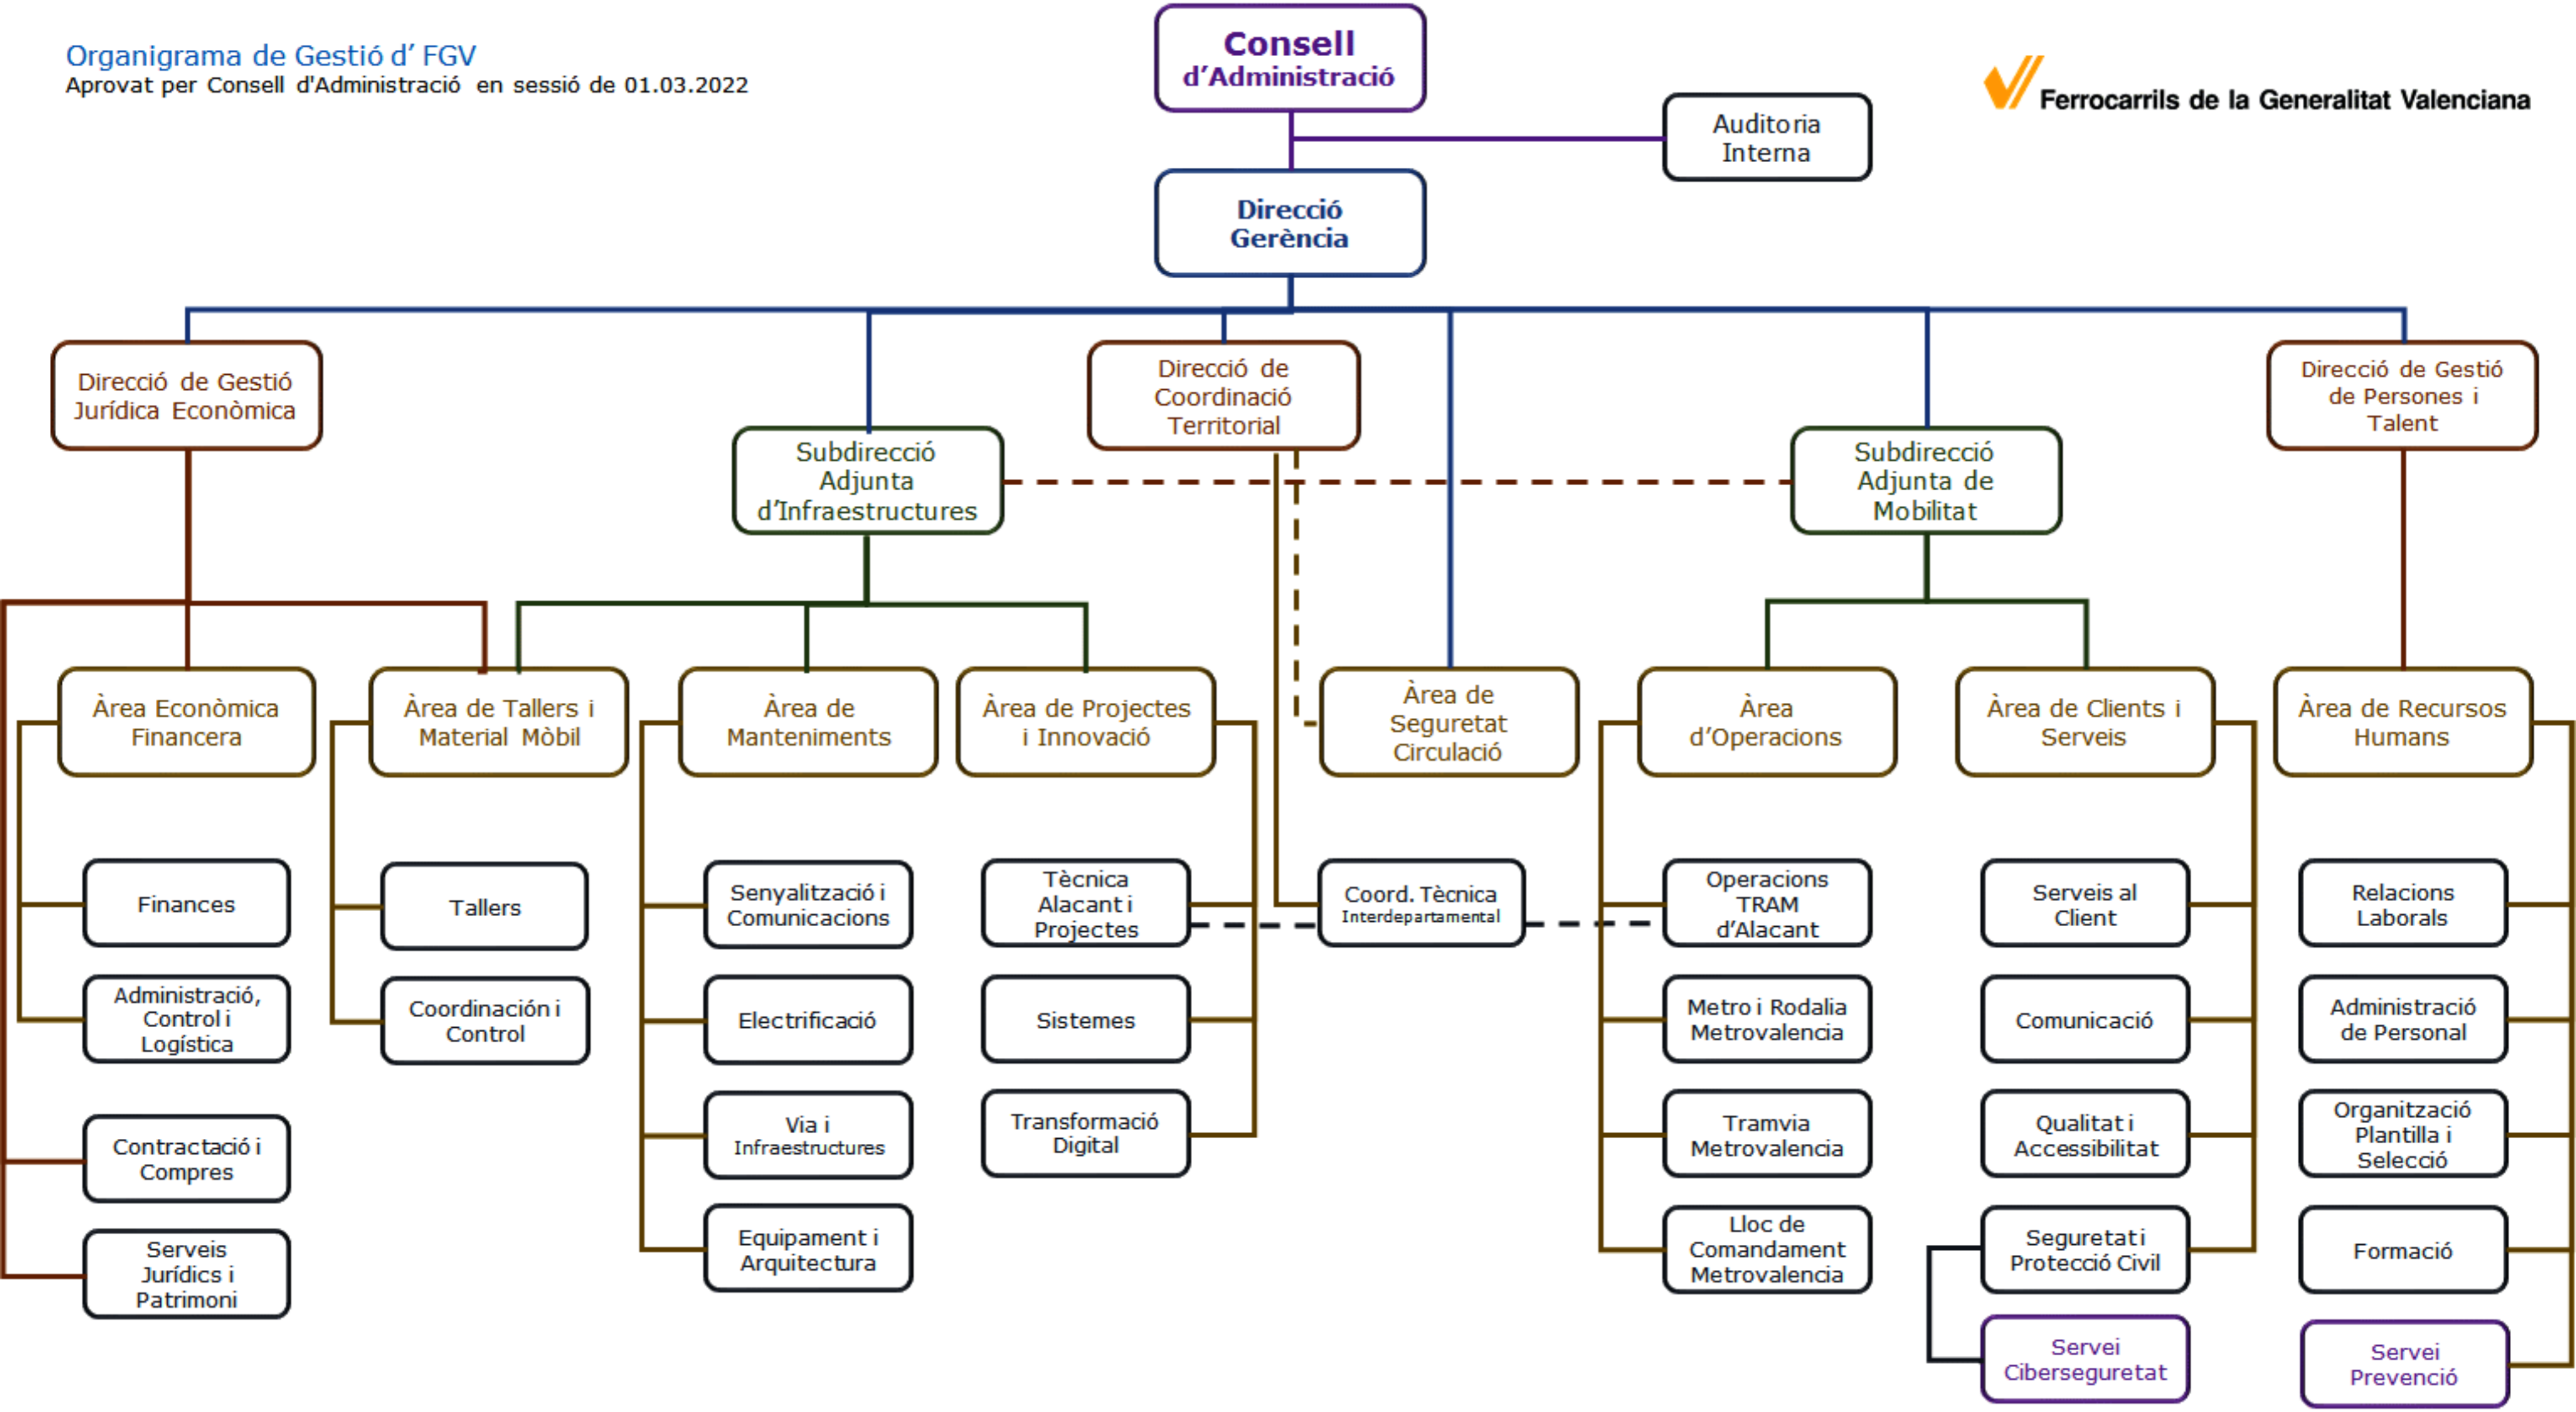 Organigrama de Gestió d’ FGV
Aprovat per Consell d'Administració en sessió de 01.03.2022
Consell
d’Administració
Auditoria
Interna
Ferrocarrils de la Generalitat Valenciana
Direcció
Gerència
Direcció de Gestió
Jurídica Econòmica
Subdirecció
Adjunta
d’Infraestructures
Direcció de
Coordinació
Territorial
Subdirecció
Adjunta de
Mobilitat
Direcció de Gestió
de Persones i
Talent
Àrea Econòmica
Financera
Àrea de Tallers i
Material Mòbil
Àrea de
Manteniments
Àrea de Projectes
i Innovació
Àrea de
Seguretat
Circulació
Àrea
d’Operacions
Àrea de Clients i
Serveis
Àrea de Recursos
Humans
Finances
Administració,
Control i
Logística
Contractació i
Compres
Serveis
Jurídics i
Patrimoni
Tallers
Coordinación i
Control
Senyalització i
Comunicacions
Electrificació
Via i
Infraestructures
Equipament i
Arquitectura
Tècnica
Alacant i
Projectes
Sistemes
Transformació
Digital
Coord. Tècnica
Interdepartamental
Operacions
TRAM
d’Alacant
Metro i Rodalia
Metrovalencia
Tramvia
Metrovalencia
Lloc de
Comandament
Metrovalencia
Serveis al
Client
Comunicació
Qualitat i
Accessibilitat
Seguretat i
Protecció Civil
Servei
Ciberseguretat
Relacions
Laborals
Administració
de Personal
Organització
Plantilla i
Selecció
Formació
Servei
Prevenció